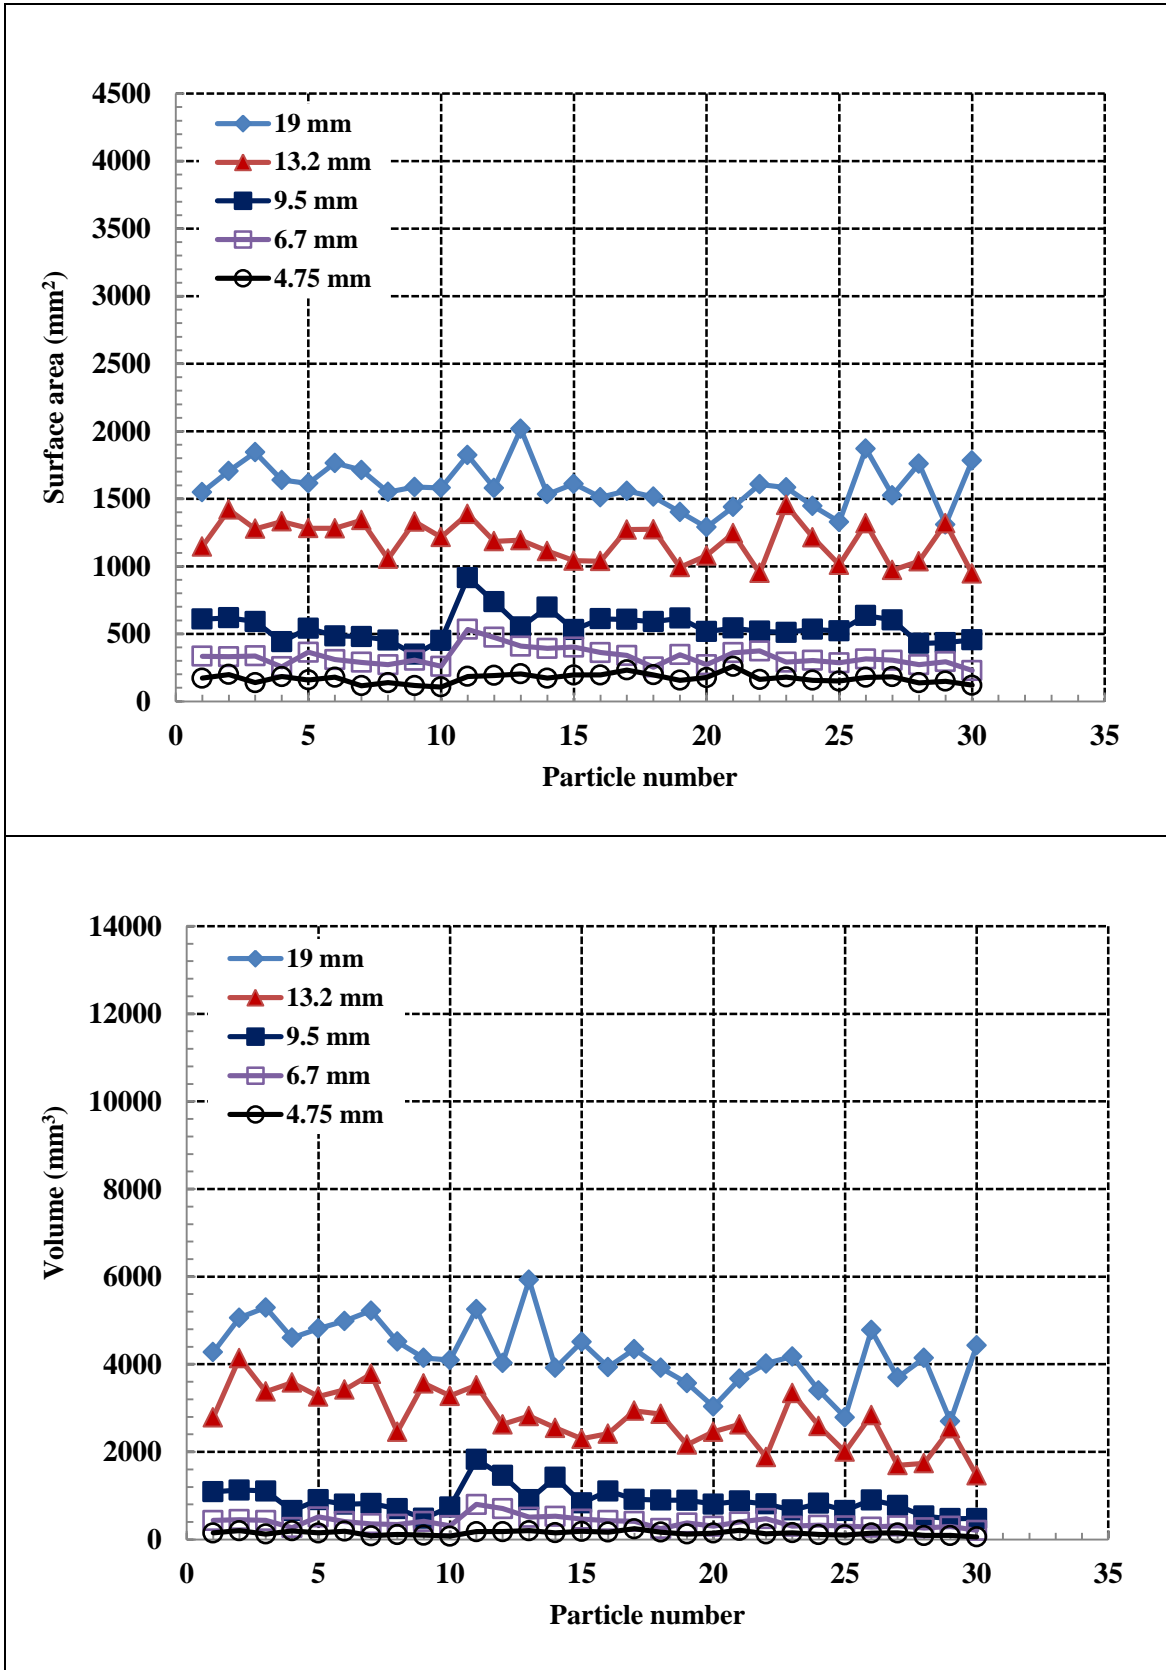 4500
4000
3500
3000
2500
2000
1500
1000
500
0
Surface area (mm²)
19 mm
13.2 mm
9.5 mm
6.7 mm
4.75 mm
0 5 10 15 20 25 30 35
Particle number
14000
12000
10000
8000
6000
4000
2000
0
Volume (mm³)
19 mm
13.2 mm
9.5 mm
6.7 mm
4.75 mm
0 5 10 15 20 25 30 35
Particle number